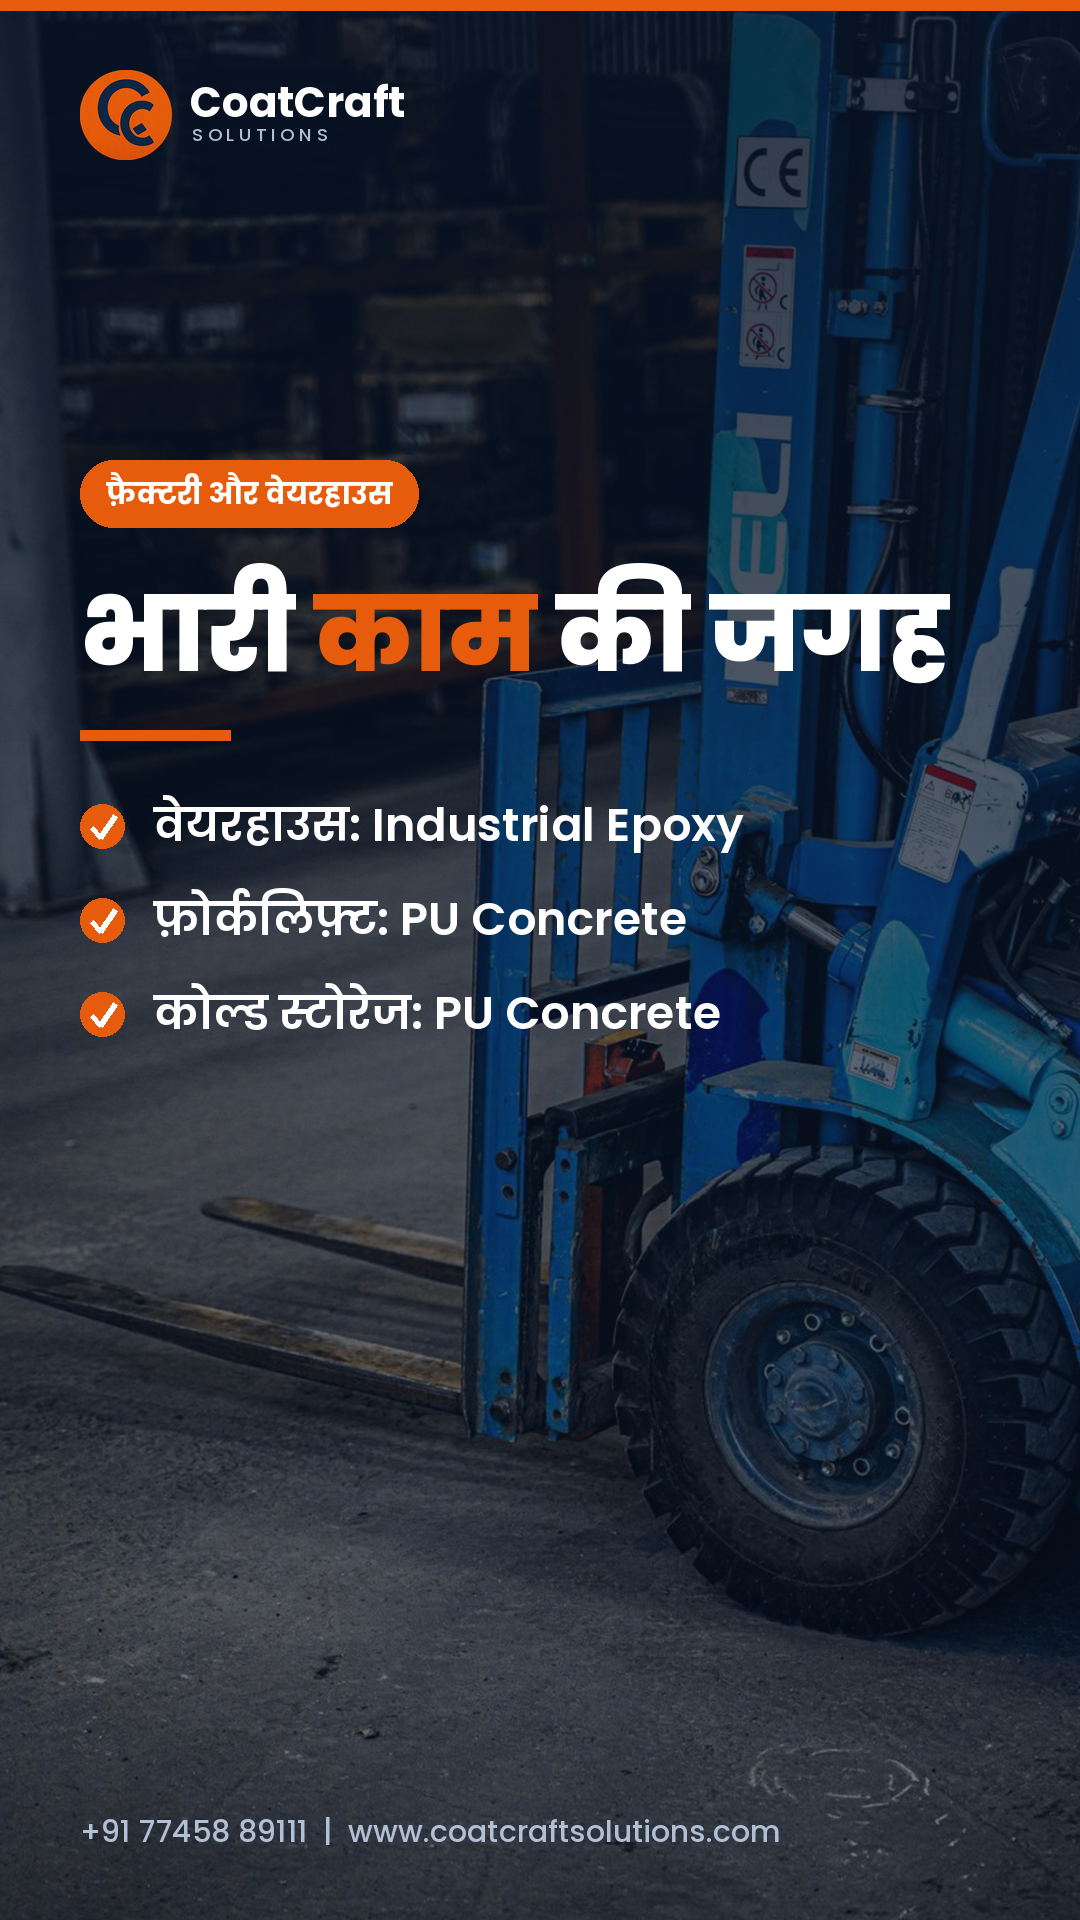 CoatCraft
SOLUTIONS
CE
फ़ैक्टरी और वेयरहाउस
भारी काम की जगह
वेयरहाउस: Industrial Epoxy
फ़ोर्कलिफ़्ट: PU Concrete
कोल्ड स्टोरेज: PU Concrete
+91 77458 89111 | www.coatcraftsolutions.com